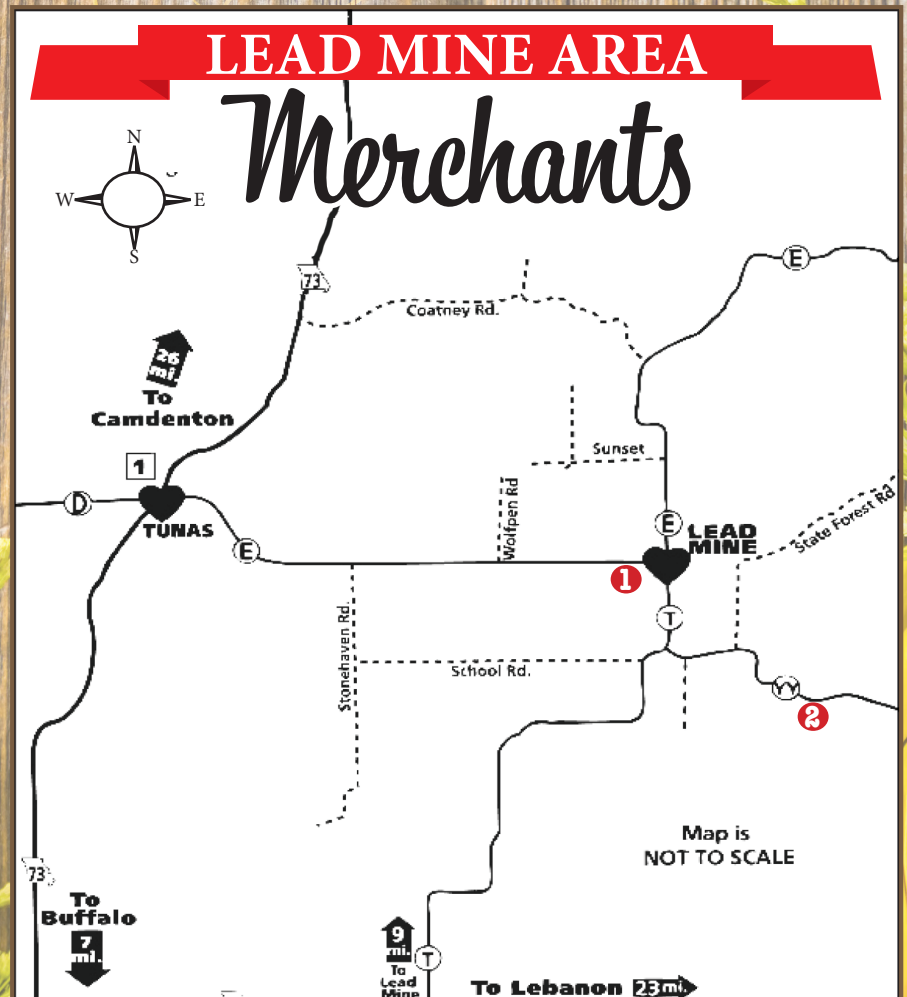 LEAD MINE AREA
Merchants
N
W
E
S
73
E
Coatney Rd.
26
mi.
To
Camdenton
Sunset
1
D
TUNAS
E
Wolfpen Rd
E
LEAD
MINE
State Forest Rd
1
T
Stonehaven Rd.
School Rd.
YY
2
Map is
NOT TO SCALE
73
To
Buffalo
7
mi.
9
mi.
To
Lead
Mine
T
To Lebanon 23 mi.